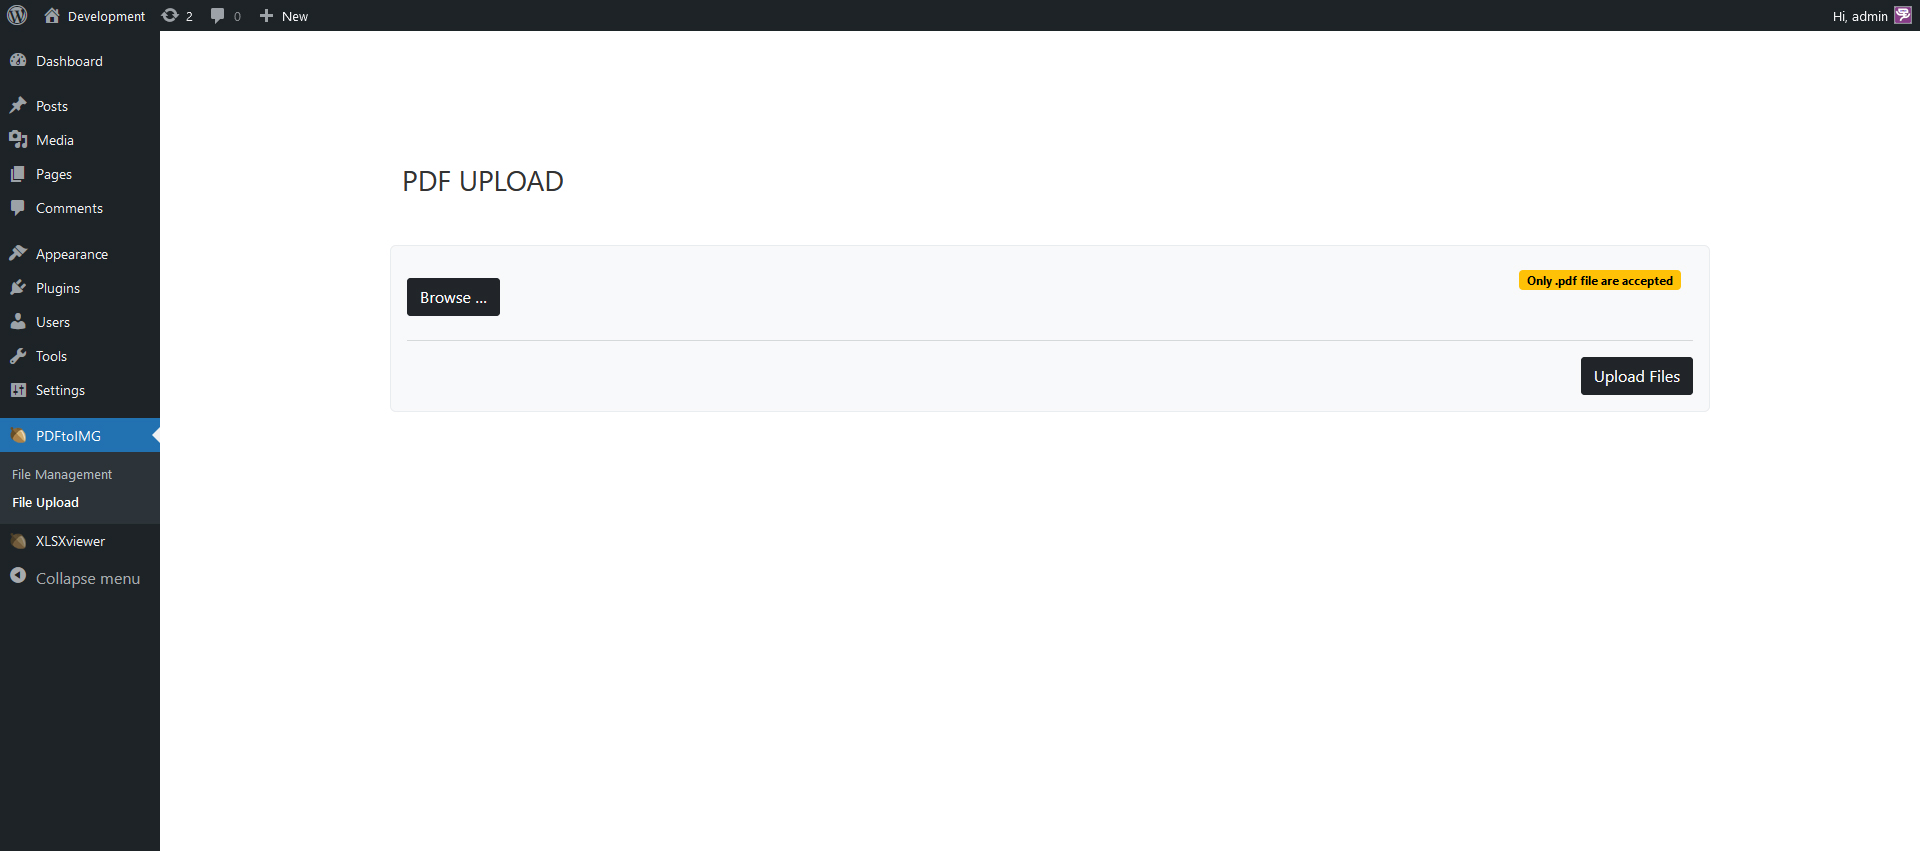 Development 2 0 New Hi, admin
Dashboard
Posts
Media
Pages
Comments
Appearance
Plugins
Users
Tools
Settings
PDFtoIMG
File Management
File Upload
XLSXviewer
Collapse menu
PDF UPLOAD
Only .pdf file are accepted
Browse ...
Upload Files